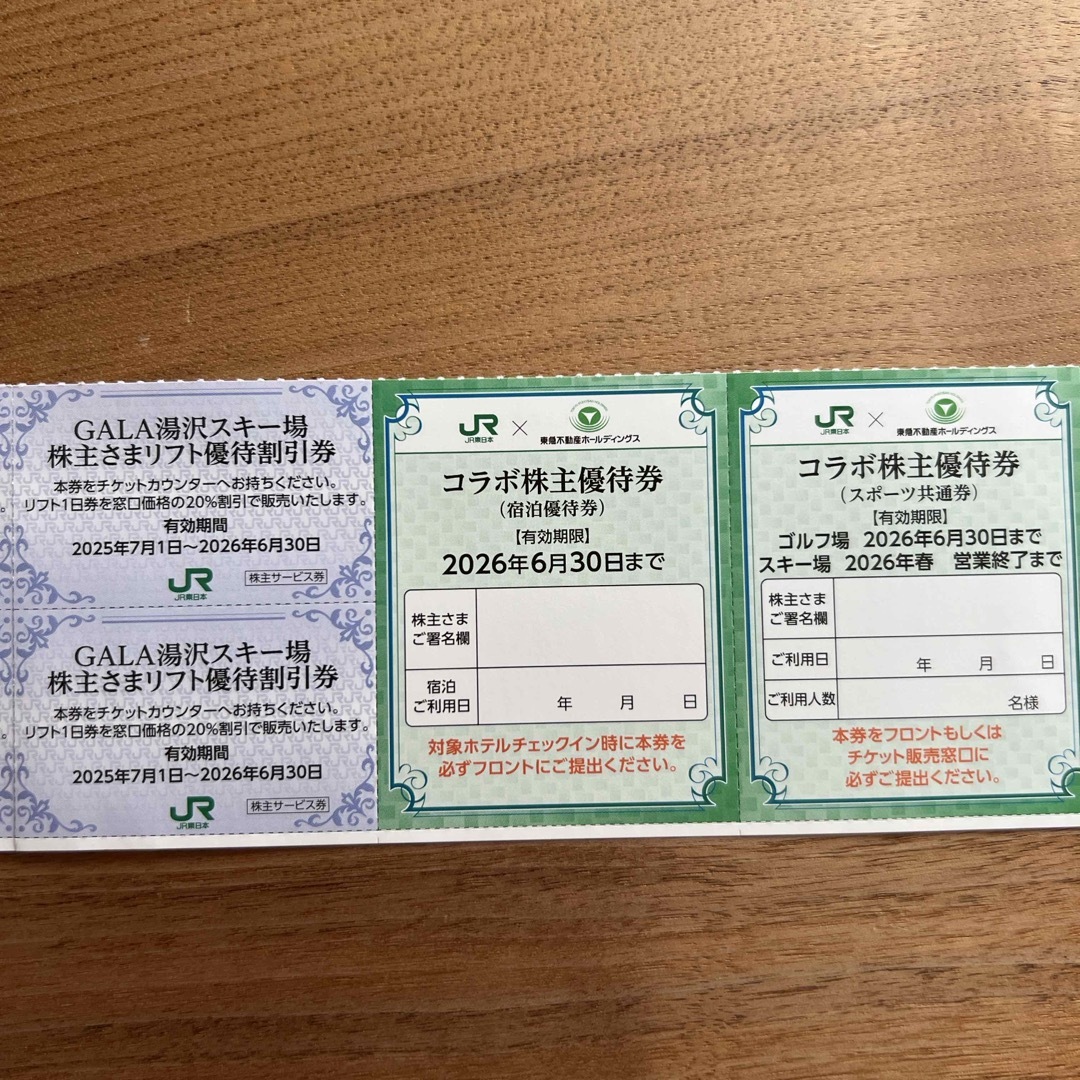 GALA湯沢スキー場
株主さまリフト優待割引券
本券をチケットカウンターへお持ちください。
リフト1日券を窓口価格の20%割引で販売いたします。
有効期間
2025年7月1日～2026年6月30日
JR
JR東日本
株主サービス券
GALA湯沢スキー場
株主さまリフト優待割引券
本券をチケットカウンターへお持ちください。
リフト1日券を窓口価格の20%割引で販売いたします。
有効期間
2025年7月1日～2026年6月30日
JR
JR東日本
株主サービス券
JR
JR東日本
×
東急不動産ホールディングス
コラボ株主優待券
（宿泊優待券）
【有効期限】
2026年6月30日まで
株主さま
ご署名欄
宿泊
ご利用日
年 月 日
対象ホテルチェックイン時に本券を
必ずフロントにご提出ください。
JR
JR東日本
×
東急不動産ホールディングス
コラボ株主優待券
（スポーツ共通券）
【有効期限】
ゴルフ場 2026年6月30日まで
スキー場 2026年春 営業終了まで
株主さま
ご署名欄
ご利用日
年 月 日
ご利用人数
名様
本券をフロントもしくは
チケット販売窓口に
必ずご提出ください。